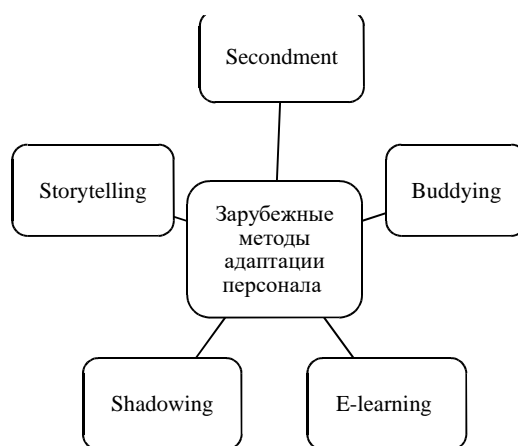 Secondment
Storytelling
Buddying
Зарубежные
методы
адаптации
персонала
Shadowing
E-learning